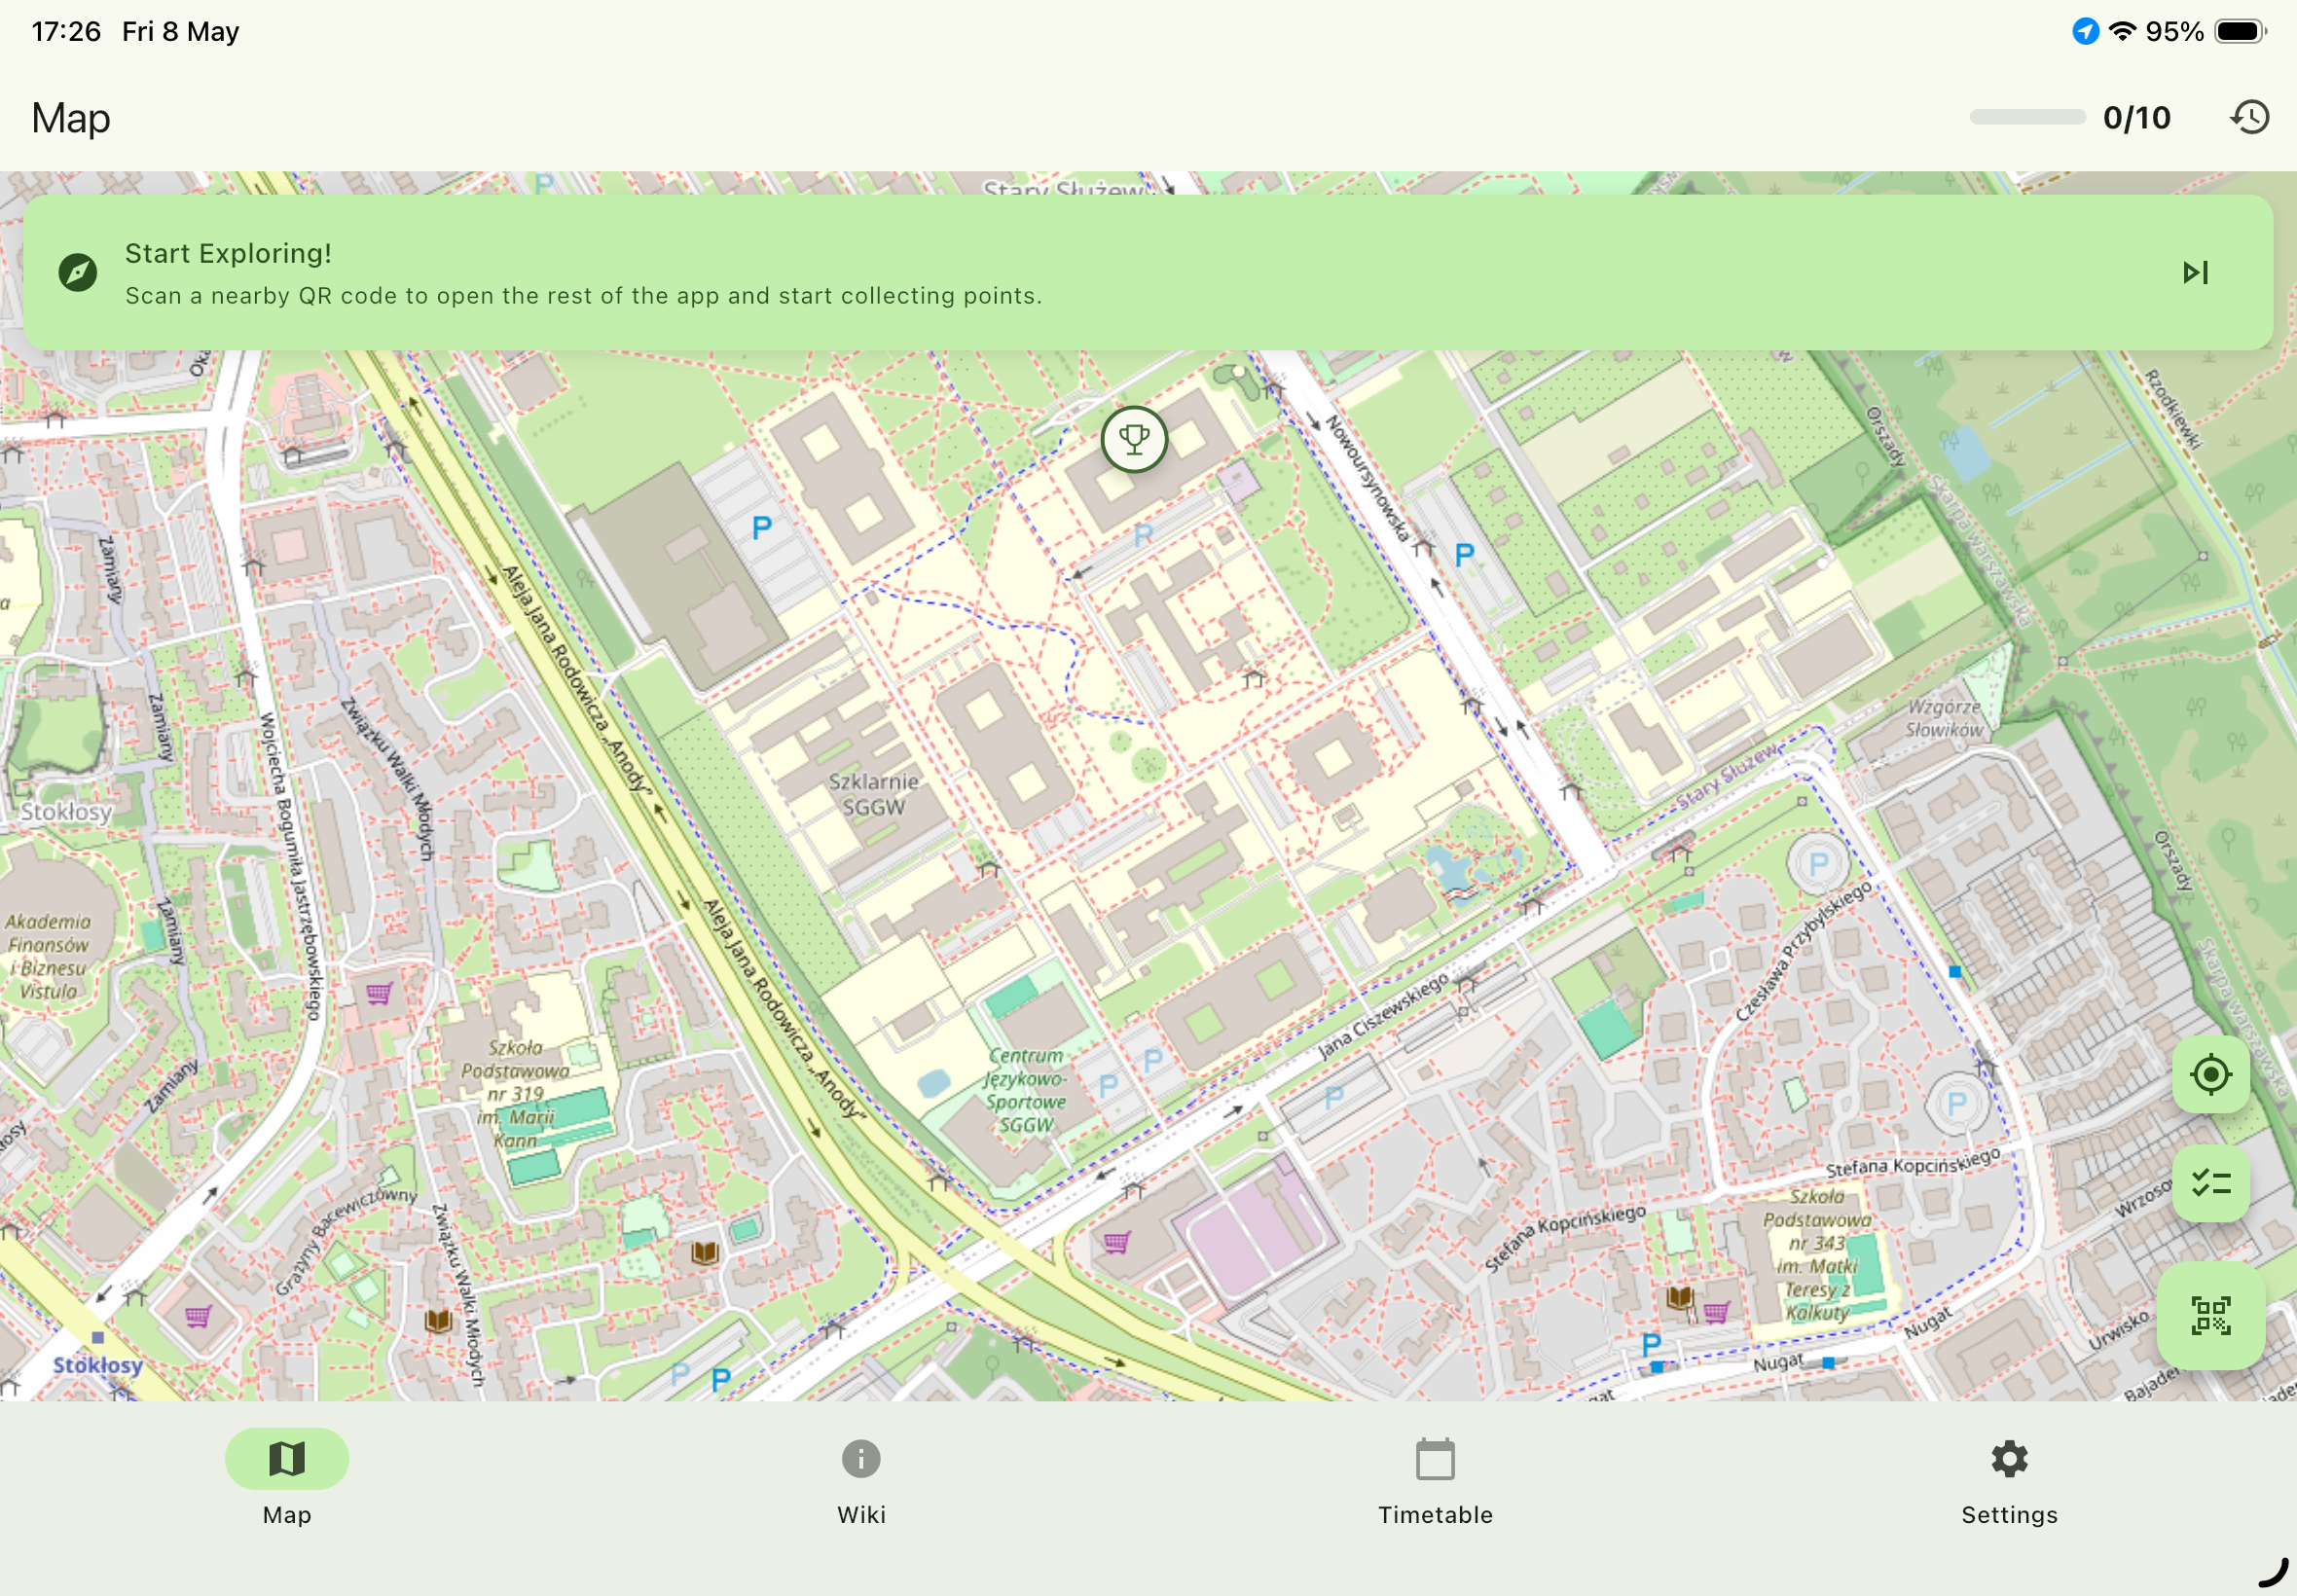 17:26 Fri 8 May
95%
Map
0/10
Stary Służew
Start Exploring!
Scan a nearby QR code to open the rest of the app and start collecting points.
Rzodkiewki
Orszady
Nowoursynowska
P
P
P
P
Skarpa warszawska
Zamiany
Aleja Jana Rodowicza „Anody”
Zamiany
Związku Walki Młodych
Wojciecha Bogumiła Jastrzębowskiego
Wzgórze
Słowików
Stary Służew
Szklarnie
SGGW
Stokłosy
Orszady
P
Akademia
Finansów
i Biznesu
Vistula
Zamiany
Aleja Jana Rodowicza „Anody”
Czesława Przybylskiego
Jana Ciszewskiego
Skarpa warszawska
Szkoła
Podstawowa
nr 319
im. Marii
Kann
Centrum
Językowo-
Sportowe
SGGW
P
P
P
P
Zamiany
Stefana Kopcińskiego
Grażyny Bacewiczówny
Związku Walki Młodych
Stefana Kopcińskiego
Szkoła
Podstawowa
nr 343
im. Matki
Teresy z
Kalkuty
Nugat
Urwisko
P
Nugat
Stokłosy
P
P
Map
Wiki
Timetable
Settings